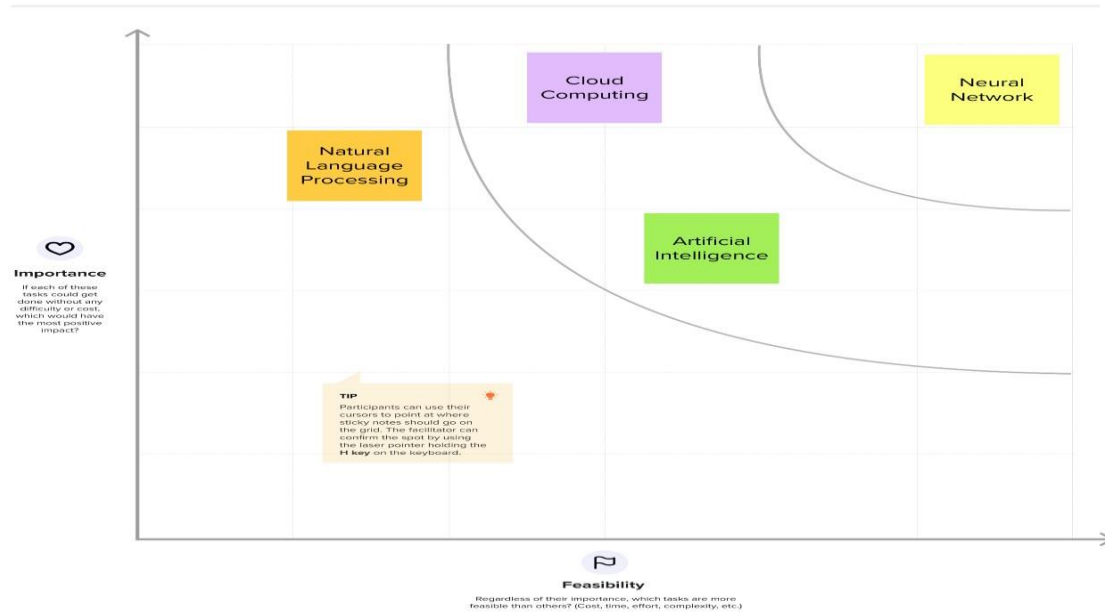 Cloud
Computing
Neural
Network
Natural
Language
Processing
Artificial
Intelligence
Importance
If each of these
tasks could get
done without any
difficulty or cost,
which would have
the most positive
impact?
TIP
Participants can use their
cursors to point at where
sticky notes should go on
the grid. The facilitator can
confirm the spot by using
the laser pointer holding the
H key on the keyboard.
Feasibility
Regardless of their importance, which tasks are more
feasible than others? (Cost, time, effort, complexity, etc.)